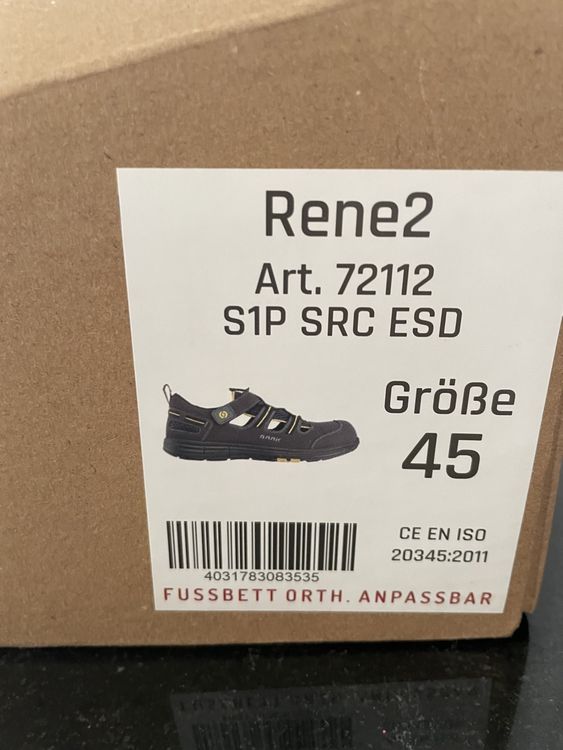 Rene2
Art. 72112
S1P SRC ESD
Größe
45
CE EN ISO
20345:2011
4031783083535
FUSSBETT ORTH. ANPASSBAR